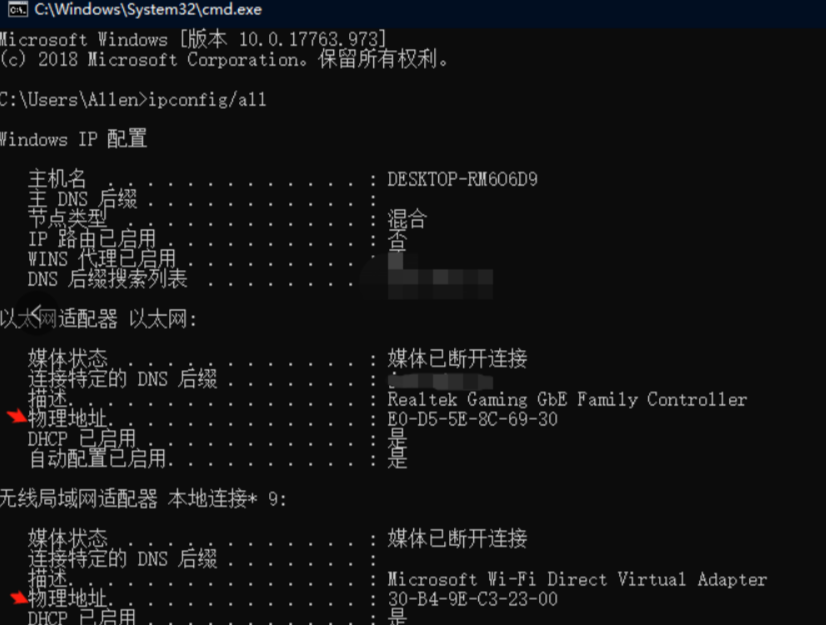 C:\Windows\System32\cmd.exe
Microsoft Windows [版本 10.0.17763.973]
(c) 2018 Microsoft Corporation。保留所有权利。
C:\Users\Allen>ipconfig/all
Windows IP 配置
主机名 . . . . . . . . . . . . . : DESKTOP-RM6O6D9
主 DNS 后缀 . . . . . . . . . . . :
节点类型 . . . . . . . . . . . . : 混合
IP 路由已启用 . . . . . . . . . . : 否
WINS 代理已启用 . . . . . . . . . :
DNS 后缀搜索列表 . . . . . . . .
以太网适配器 以太网:
媒体状态 . . . . . . . . . . . . : 媒体已断开连接
连接特定的 DNS 后缀 . . . . . . . :
描述. . . . . . . . . . . . . . . : Realtek Gaming GbE Family Controller
物理地址. . . . . . . . . . . . . : E0-D5-5E-8C-69-30
DHCP 已启用 . . . . . . . . . . . : 是
自动配置已启用. . . . . . . . . . : 是
无线局域网适配器 本地连接* 9:
媒体状态 . . . . . . . . . . . . : 媒体已断开连接
连接特定的 DNS 后缀 . . . . . . . :
描述. . . . . . . . . . . . . . . : Microsoft Wi-Fi Direct Virtual Adapter
物理地址. . . . . . . . . . . . . : 30-B4-9E-C3-23-00
DHCP 已启用 . . . . . . . . . . . : 是